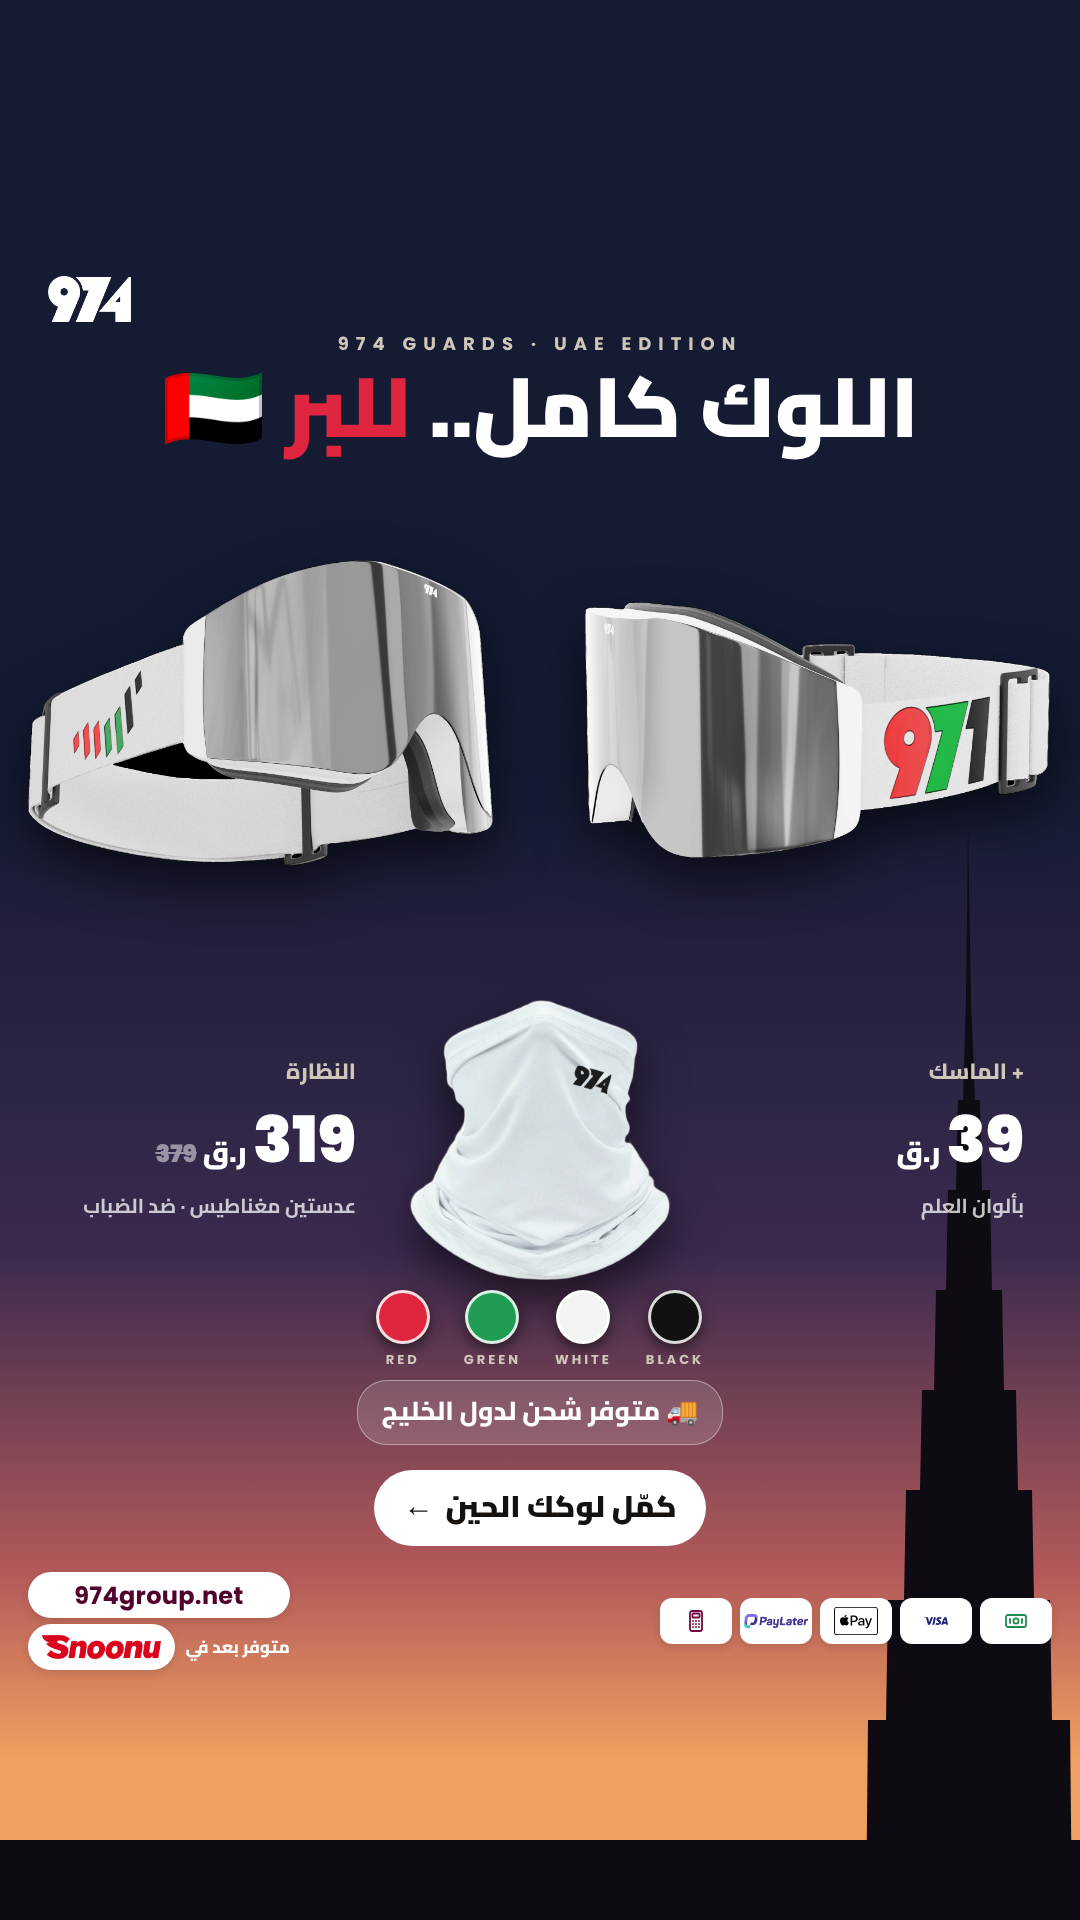 974
974 GUARDS · UAE EDITION
اللوك كامل.. للبر
974
974
971
974
+ الماسك
39 ر.ق
بألوان العلم
النظارة
319 ر.ق 379
عدستين مغناطيس · ضد الضباب
RED GREEN WHITE BLACK
متوفر شحن لدول الخليج
كمّل لوكك الحين ←
974group.net
Snoonu متوفر بعد في
PayLater
Pay
VISA